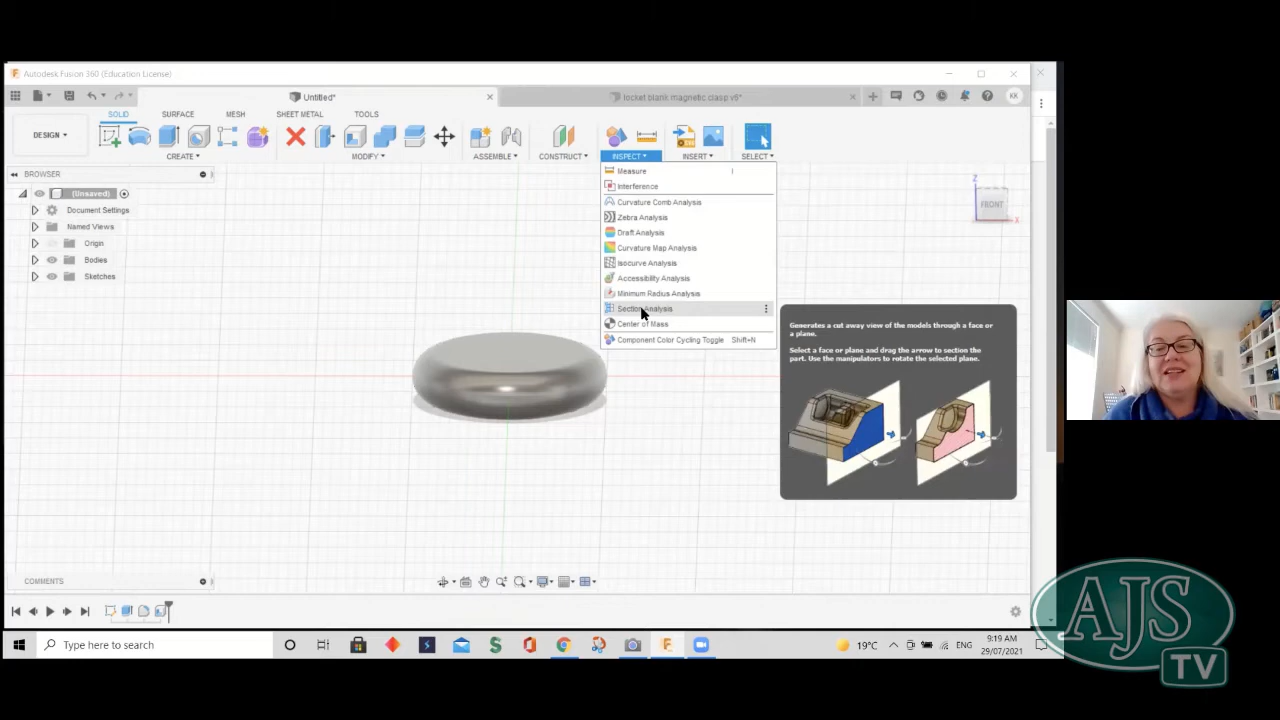 Autodesk Fusion 360 (Education License)
Untitled*
locket blank magnetic clasp v6*
KK
SOLID
SURFACE
MESH
SHEET METAL
TOOLS
DESIGN
CREATE
MODIFY
ASSEMBLE
CONSTRUCT
INSPECT
INSERT
SELECT
BROWSER
(Unsaved)
Document Settings
Named Views
Origin
Bodies
Sketches
Measure I
Interference
Curvature Comb Analysis
Zebra Analysis
Draft Analysis
Curvature Map Analysis
Isocurve Analysis
Accessibility Analysis
Minimum Radius Analysis
Section Analysis
Center of Mass
Component Color Cycling Toggle Shift+N
Z
FRONT
X
Generates a cut away view of the models through a face or
a plane.
Select a face or plane and drag the arrow to section the
part. Use the manipulators to rotate the selected plane.
COMMENTS
Type here to search
19°C
ENG
9:19 AM
29/07/2021
AJS
TV